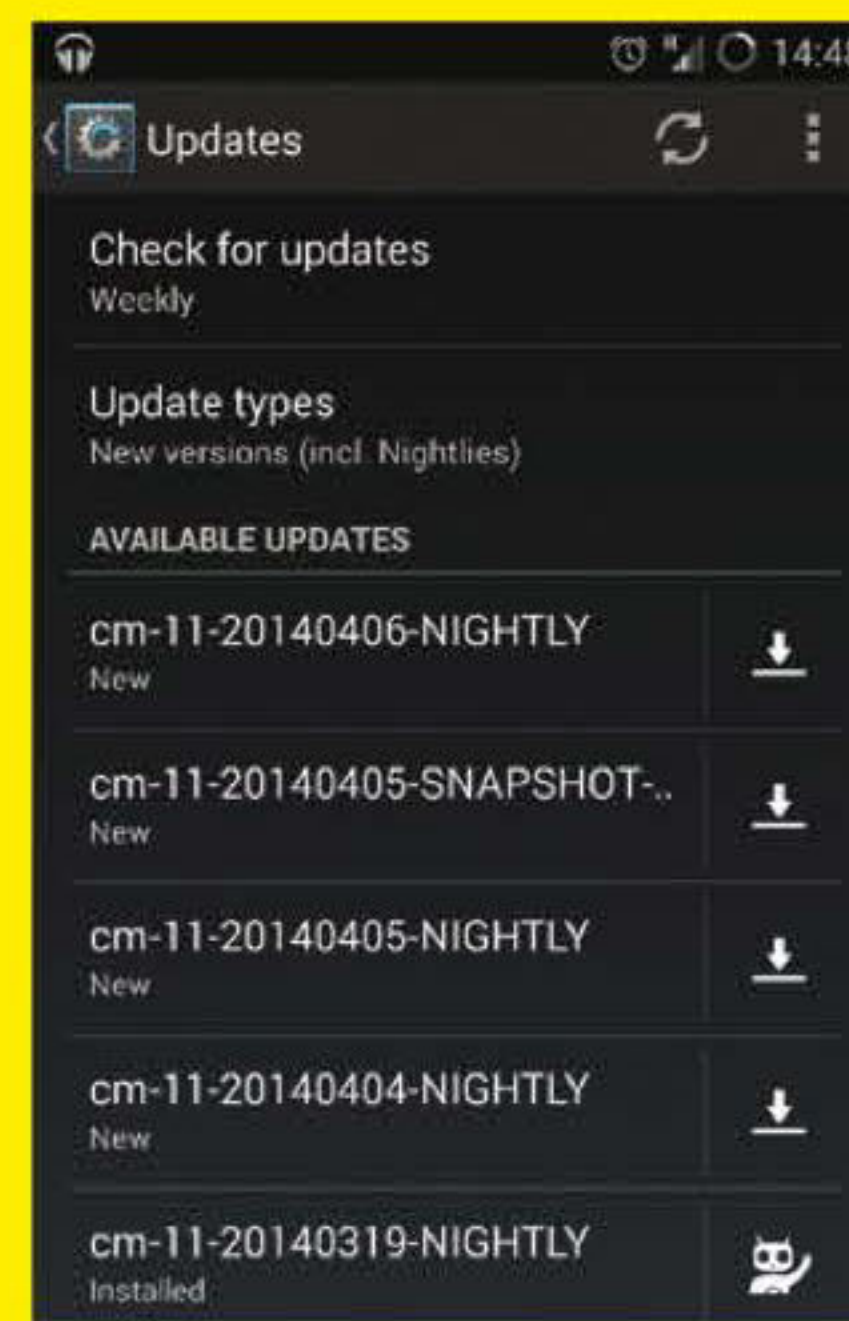 14:48
Updates
Check for updates
Weekly
Update types
New versions (incl. Nightlies)
AVAILABLE UPDATES
cm-11-20140406-NIGHTLY
New
cm-11-20140405-SNAPSHOT-..
New
cm-11-20140405-NIGHTLY
New
cm-11-20140404-NIGHTLY
New
cm-11-20140319-NIGHTLY
Installed